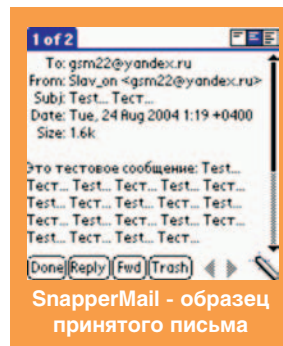 1 of 2
To: gsm22@yandex.ru
From: Slav_on <gsm22@yandex.ru>
Subj: Test... Тест...
Date: Tue, 24 Aug 2004 1:19 +0400
Size: 1.6k
Это тестовое сообщение: Test...
Тест... Test... Тест... Test... Тест...
Test... Тест... Test... Тест... Test...
Тест... Test... Тест... Test... Тест...
Test... Тест... Test... Тест...
Done Reply Fwd Trash
SnapperMail - образец
принятого письма